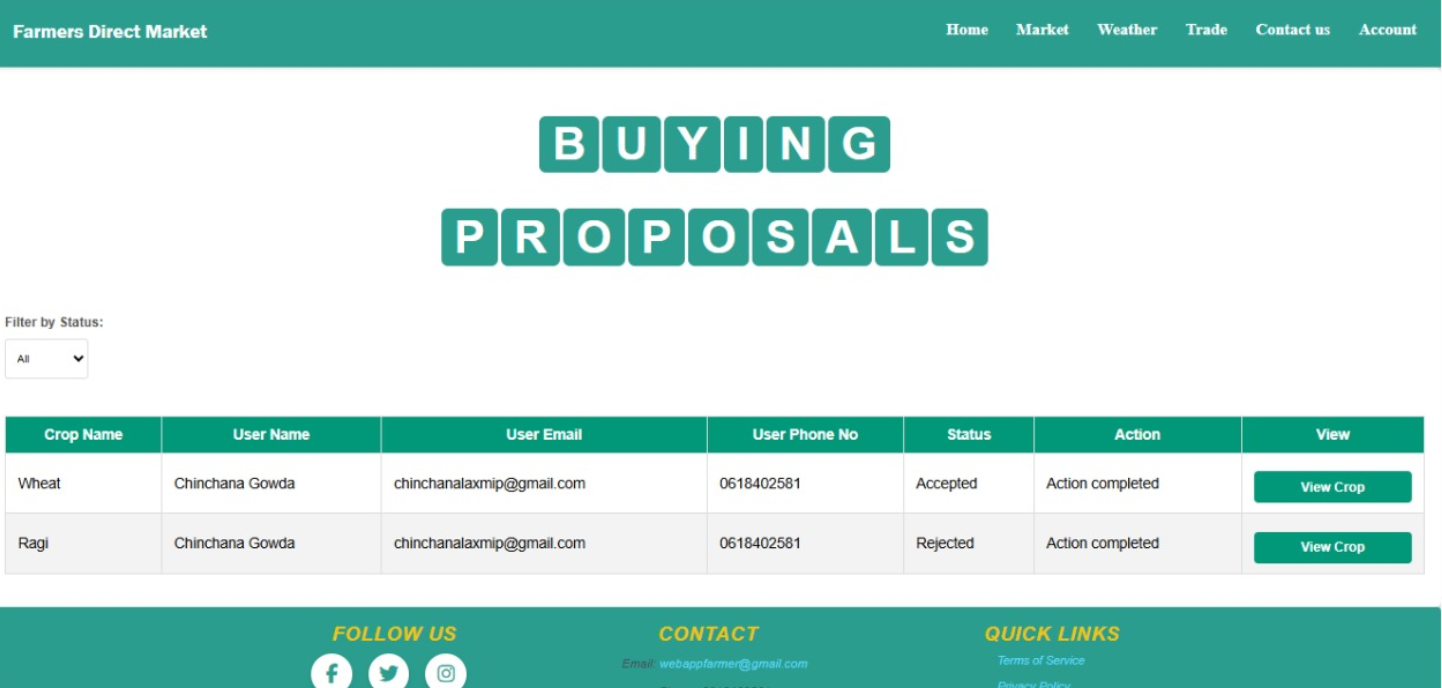 Farmers Direct Market Home Market Weather Trade Contact us Account
BUYING
PROPOSALS
Filter by Status:
All
Crop Name User Name User Email User Phone No Status Action View
Wheat Chinchana Gowda chinchanalaxmip@gmail.com 0618402581 Accepted Action completed View Crop
Ragi Chinchana Gowda chinchanalaxmip@gmail.com 0618402581 Rejected Action completed View Crop
FOLLOW US CONTACT QUICK LINKS
Email: webappfarmer@gmail.com Terms of Service
Privacy Policy